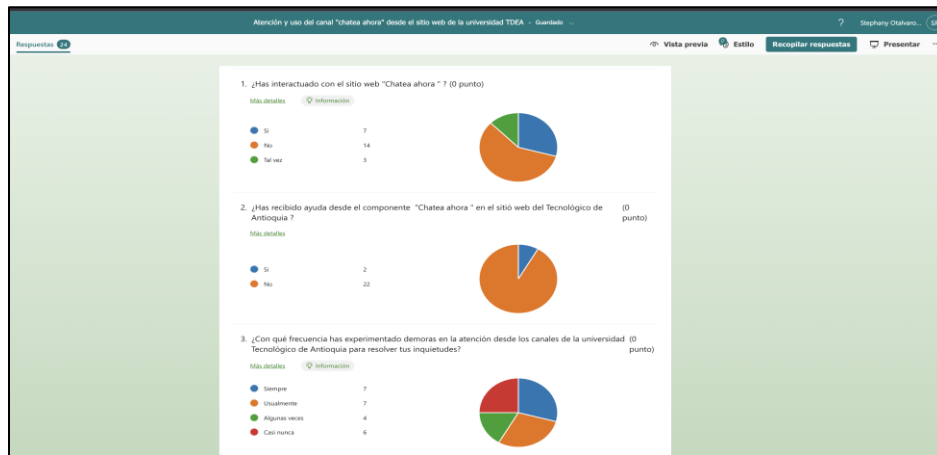 Atención y uso del canal "chatea ahora" desde el sitio web de la universidad TDEA - Guardado
? Stephany Otalvaro...
Respuestas 24
Vista previa Estilo Recopilar respuestas Presentar ...
1. ¿Has interactuado con el sitio web "Chatea ahora " ? (0 punto)
Más detalles Información
Si 7
No 14
Tal vez 3
2. ¿Has recibido ayuda desde el componente "Chatea ahora " en el sitió web del Tecnológico de (0
Antioquia ? punto)
Más detalles
Si 2
No 22
3. ¿Con qué frecuencia has experimentado demoras en la atención desde los canales de la universidad (0
Tecnológico de Antioquia para resolver tus inquietudes? punto)
Más detalles Información
Siempre 7
Usualmente 7
Algunas veces 4
Casi nunca 6